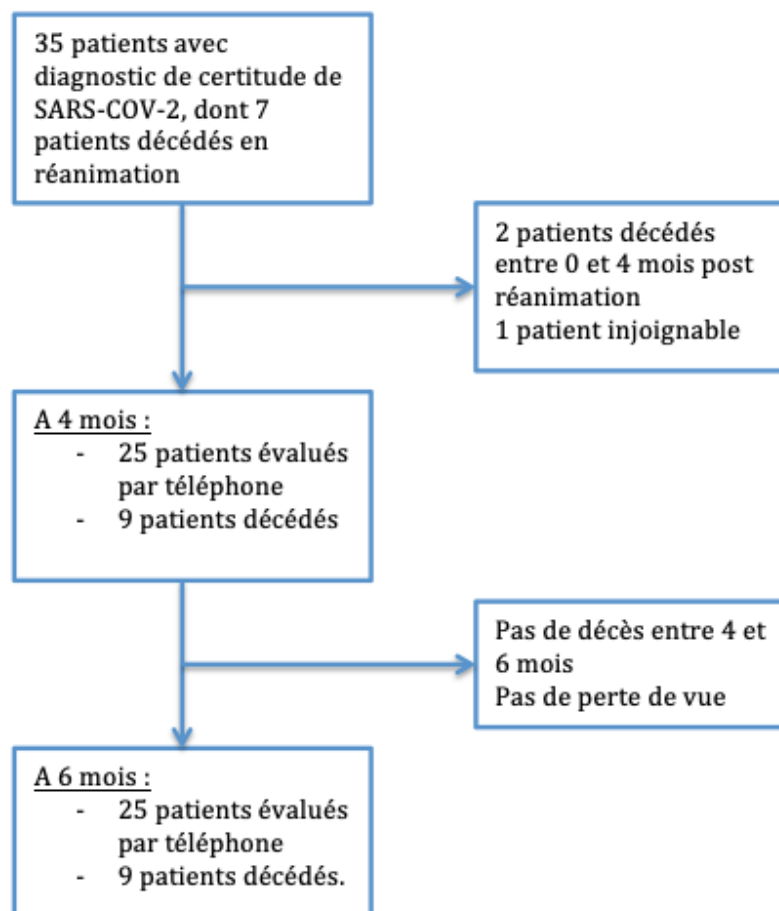 35 patients avec
diagnostic de certitude de
SARS-COV-2, dont 7
patients décédés en
réanimation
2 patients décédés
entre 0 et 4 mois post
réanimation
1 patient injoignable
A 4 mois :
- 25 patients évalués
par téléphone
- 9 patients décédés
Pas de décès entre 4 et
6 mois
Pas de perte de vue
A 6 mois :
- 25 patients évalués
par téléphone
- 9 patients décédés.